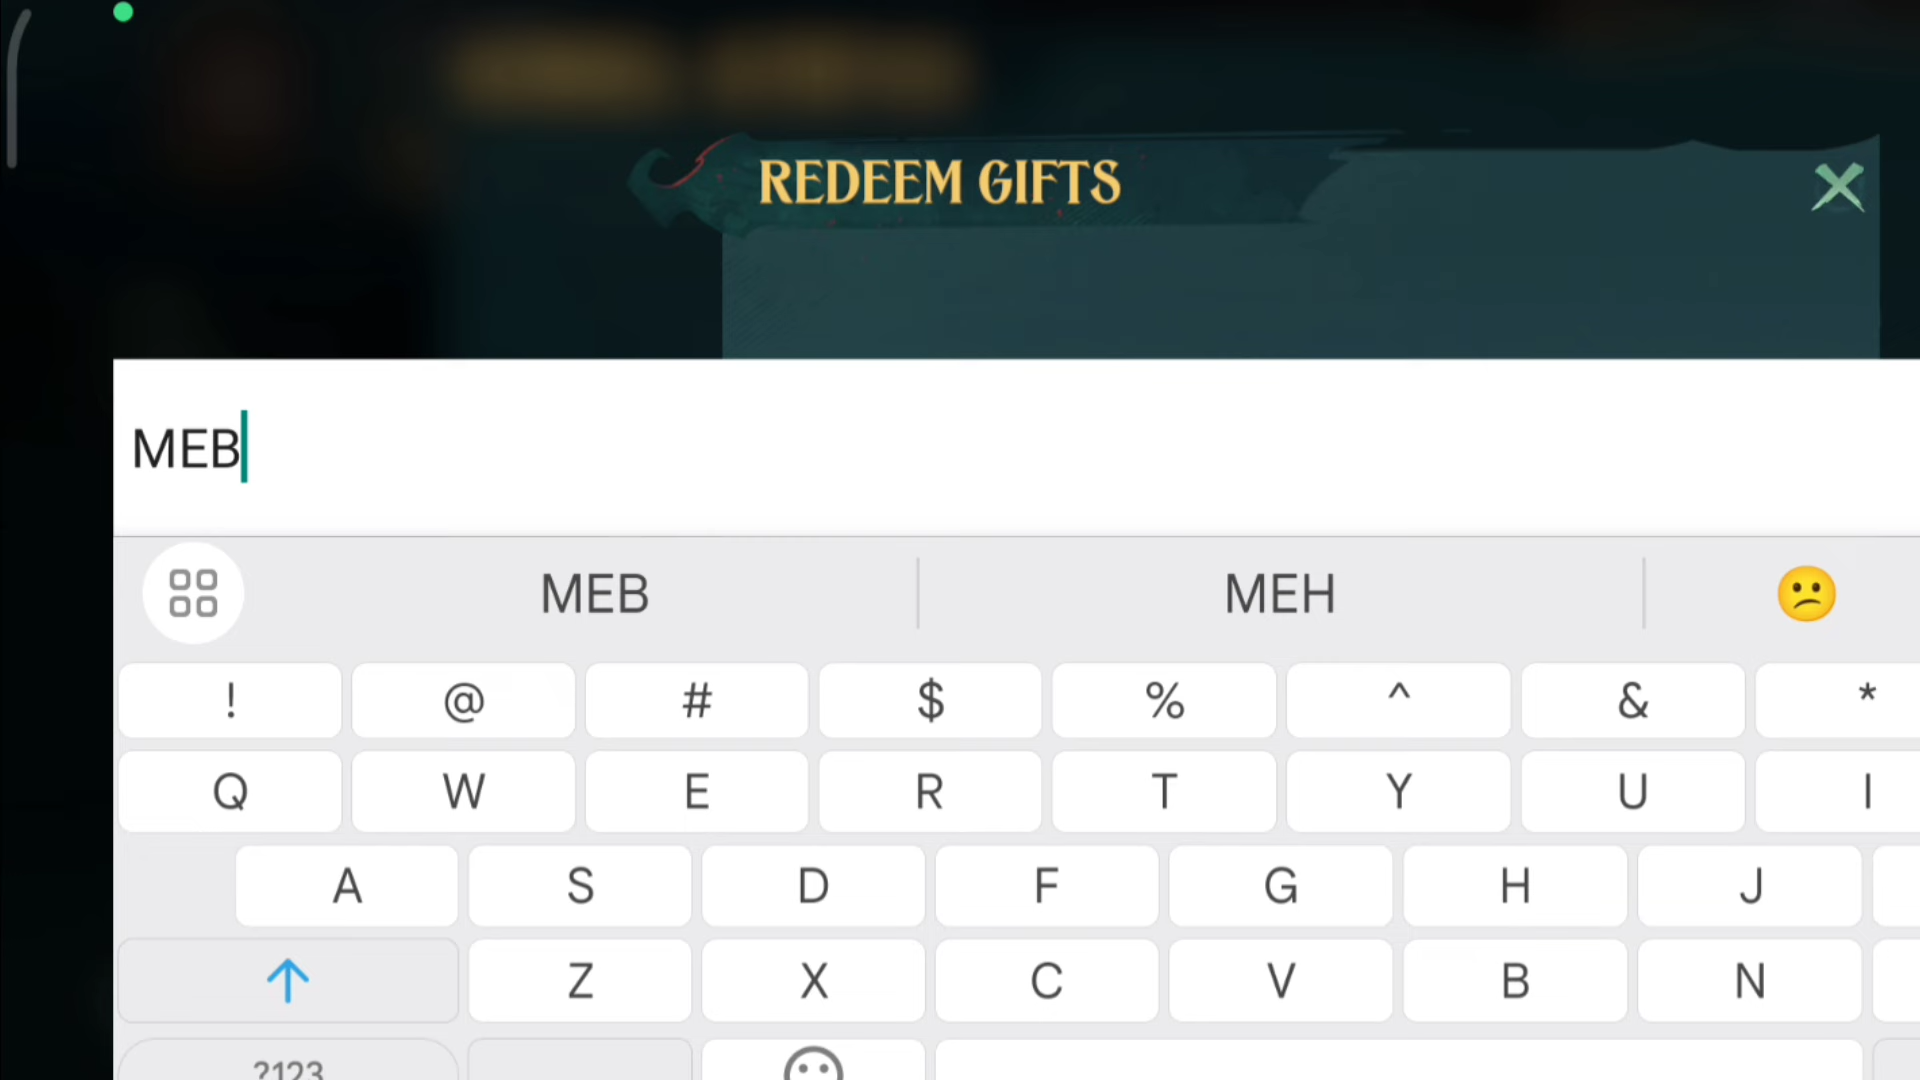 REDEEM GIFTS
MEB
MEB MEH
! @ # $ % ^ & *
Q W E R T Y U I
A S D F G H J
Z X C V B N
?123